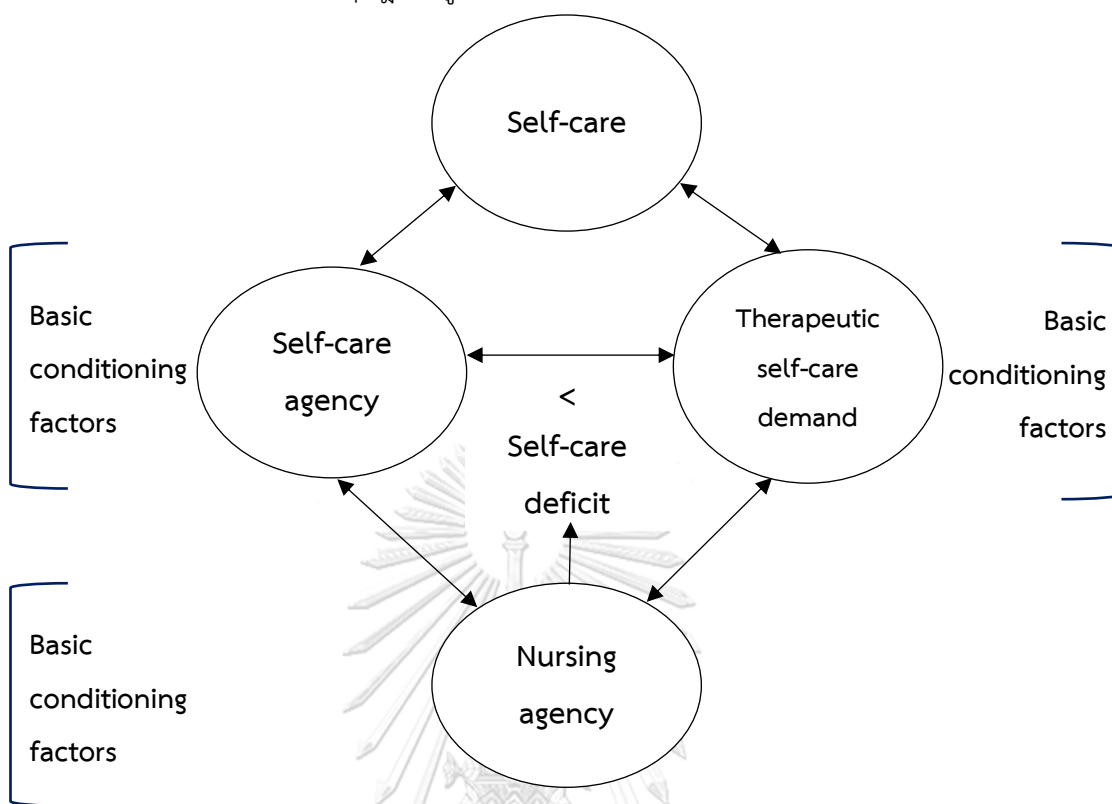 Self-care
Basic
conditioning
factors
Self-care
agency
Therapeutic
self-care
demand
Basic
conditioning
factors
<
Self-care
deficit
Basic
conditioning
factors
Nursing
agency